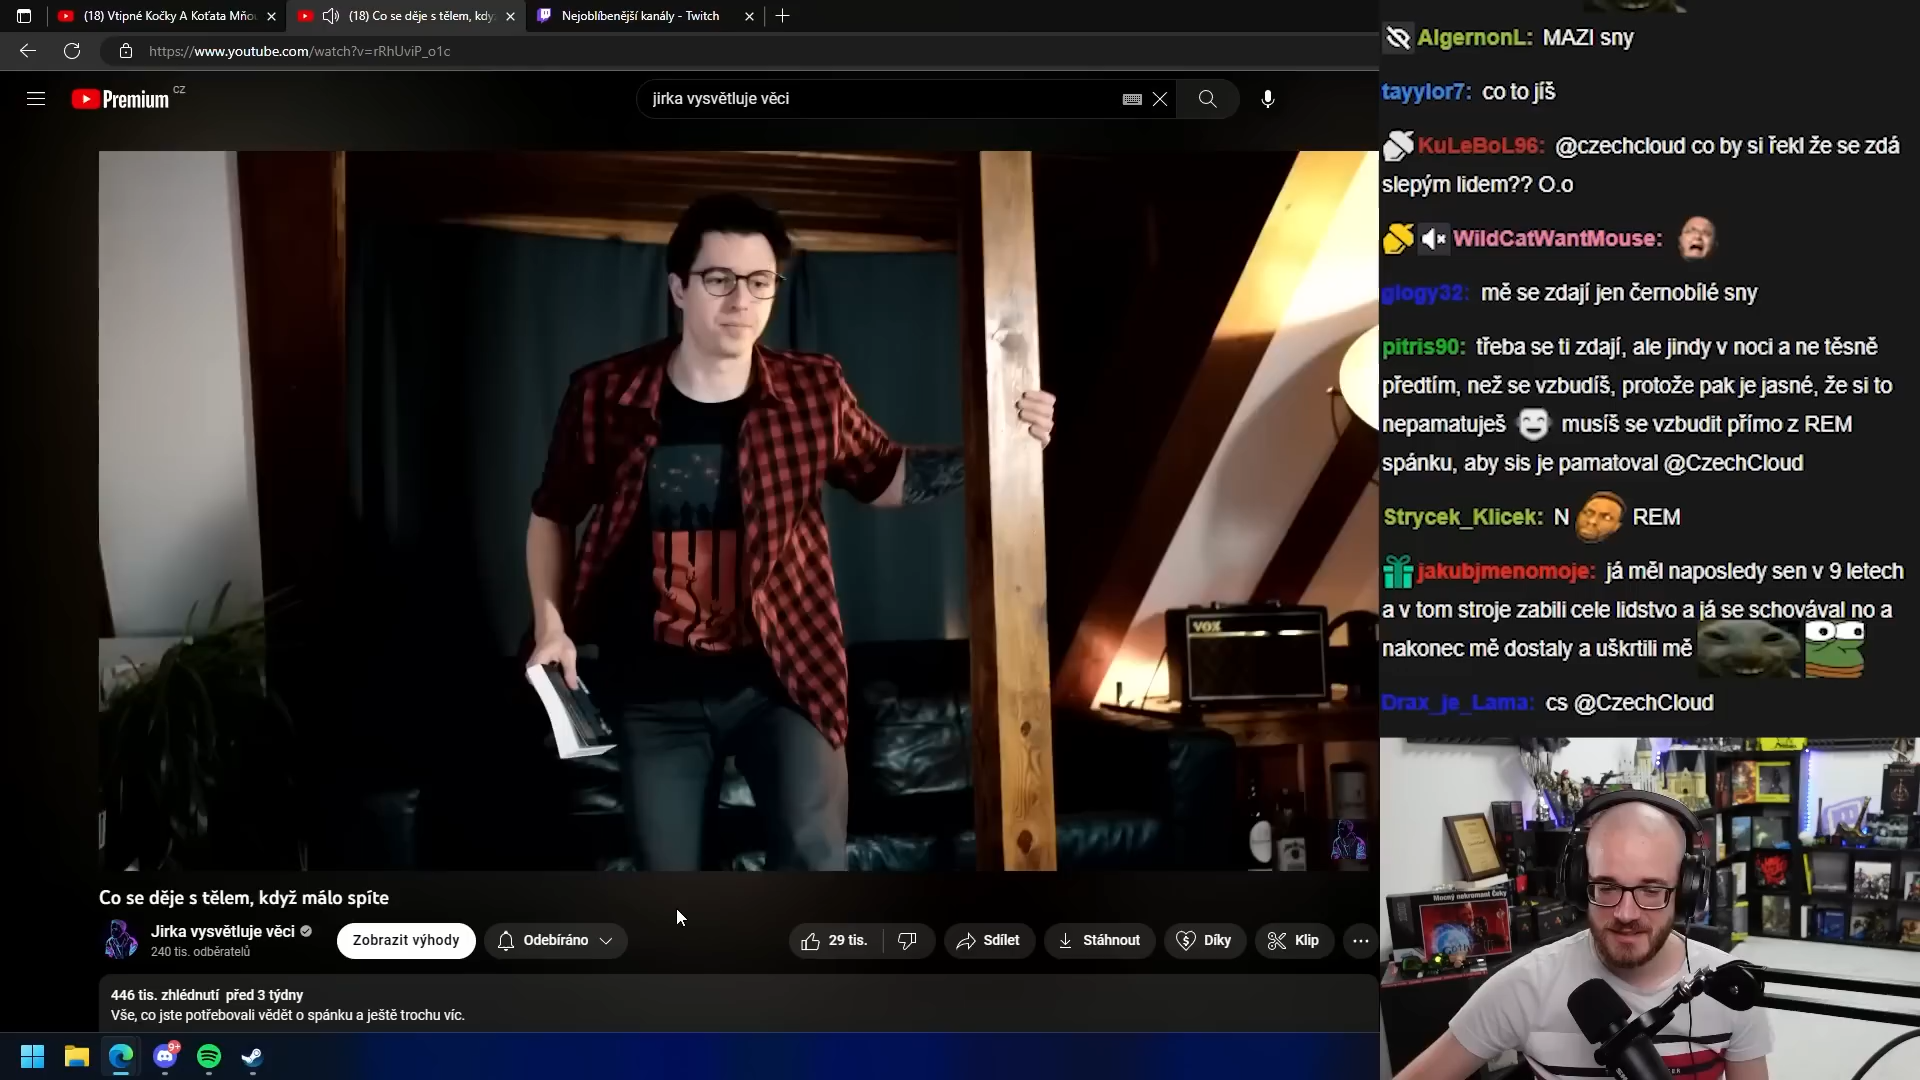 (18) Vtipné Kočky A Koťata Mňou
(18) Co se děje s tělem, když
Nejoblíbenější kanály - Twitch
https://www.youtube.com/watch?v=rRhUviP_o1c
Premium CZ
jirka vysvětluje věci
VOX
Co se děje s tělem, když málo spíte
Jirka vysvětluje věci
240 tis. odběratelů
Zobrazit výhody
Odebíráno
29 tis.
Sdílet
Stáhnout
Díky
Klip
446 tis. zhlédnutí před 3 týdny
Vše, co jste potřebovali vědět o spánku a ještě trochu víc.
9+
AlgernonL: MAZI sny
tayylor7: co to jíš
KuLeBoL96: @czechcloud co by si řekl že se zdá
slepým lidem?? O.o
WildCatWantMouse:
glogy32: mě se zdají jen černobílé sny
pitris90: třeba se ti zdají, ale jindy v noci a ne těsně
předtím, než se vzbudíš, protože pak je jasné, že si to
nepamatuješ musíš se vzbudit přímo z REM
spánku, aby sis je pamatoval @CzechCloud
Strycek_Klicek: N REM
jakubjmenomoje: já měl naposledy sen v 9 letech
a v tom stroje zabili cele lidstvo a já se schovával no a
nakonec mě dostaly a uškrtili mě
Drax_je_Lama: cs @CzechCloud
Mocný nekromant Čeky